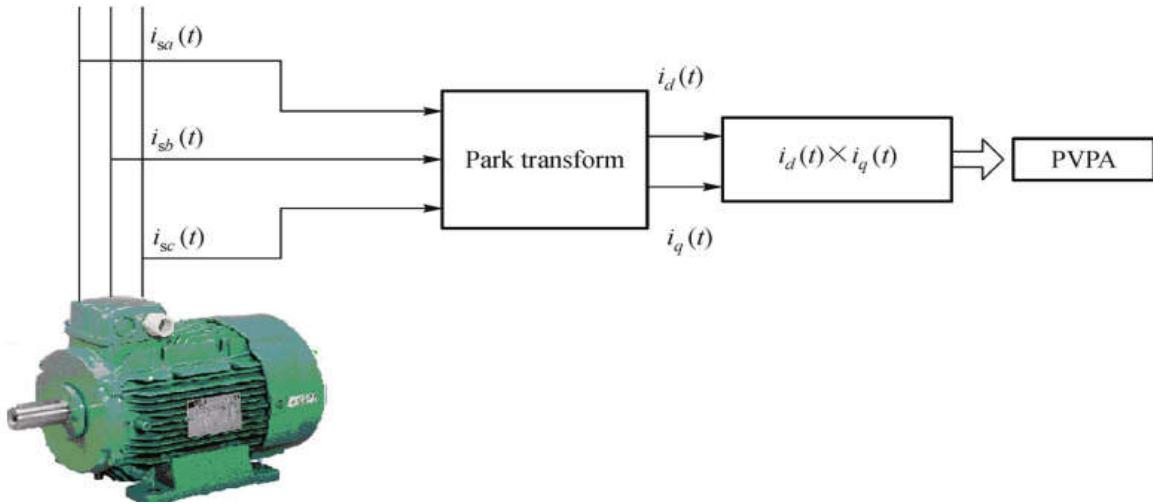 i_sa(t)
i_sb(t)
i_sc(t)
Park transform
i_d(t)
i_q(t)
i_d(t)×i_q(t)
PVPA